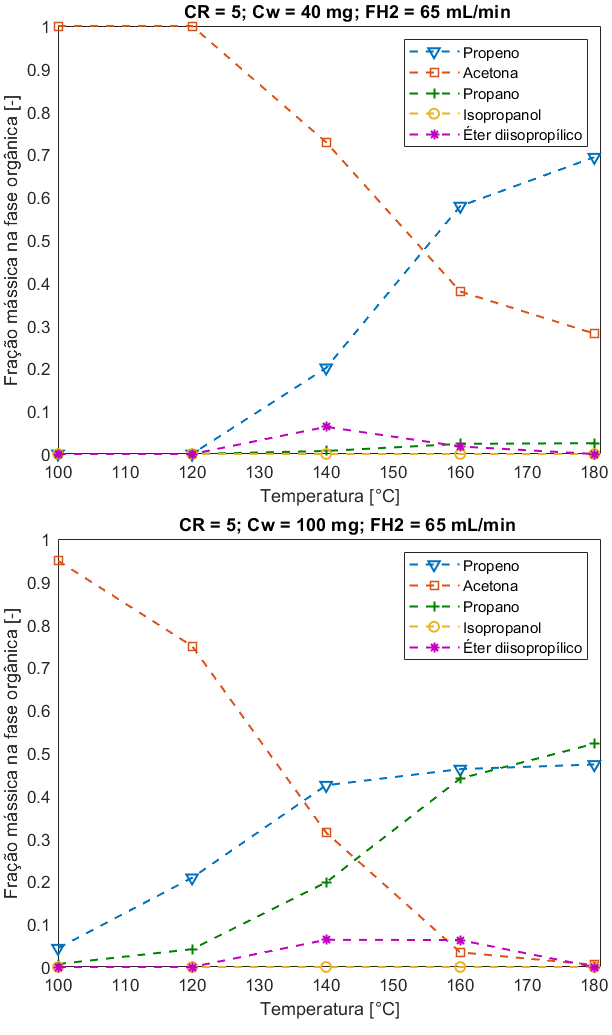 CR = 5; Cw = 40 mg; FH2 = 65 mL/min
Fração mássica na fase orgânica [-]
1
0.9
0.8
0.7
0.6
0.5
0.4
0.3
0.2
0.1
0
Propeno
Acetona
Propano
Isopropanol
Éter diisopropílico
100 110 120 130 140 150 160 170 180
Temperatura [°C]
CR = 5; Cw = 100 mg; FH2 = 65 mL/min
Fração mássica na fase orgânica [-]
1
0.9
0.8
0.7
0.6
0.5
0.4
0.3
0.2
0.1
0
Propeno
Acetona
Propano
Isopropanol
Éter diisopropílico
100 110 120 130 140 150 160 170 180
Temperatura [°C]